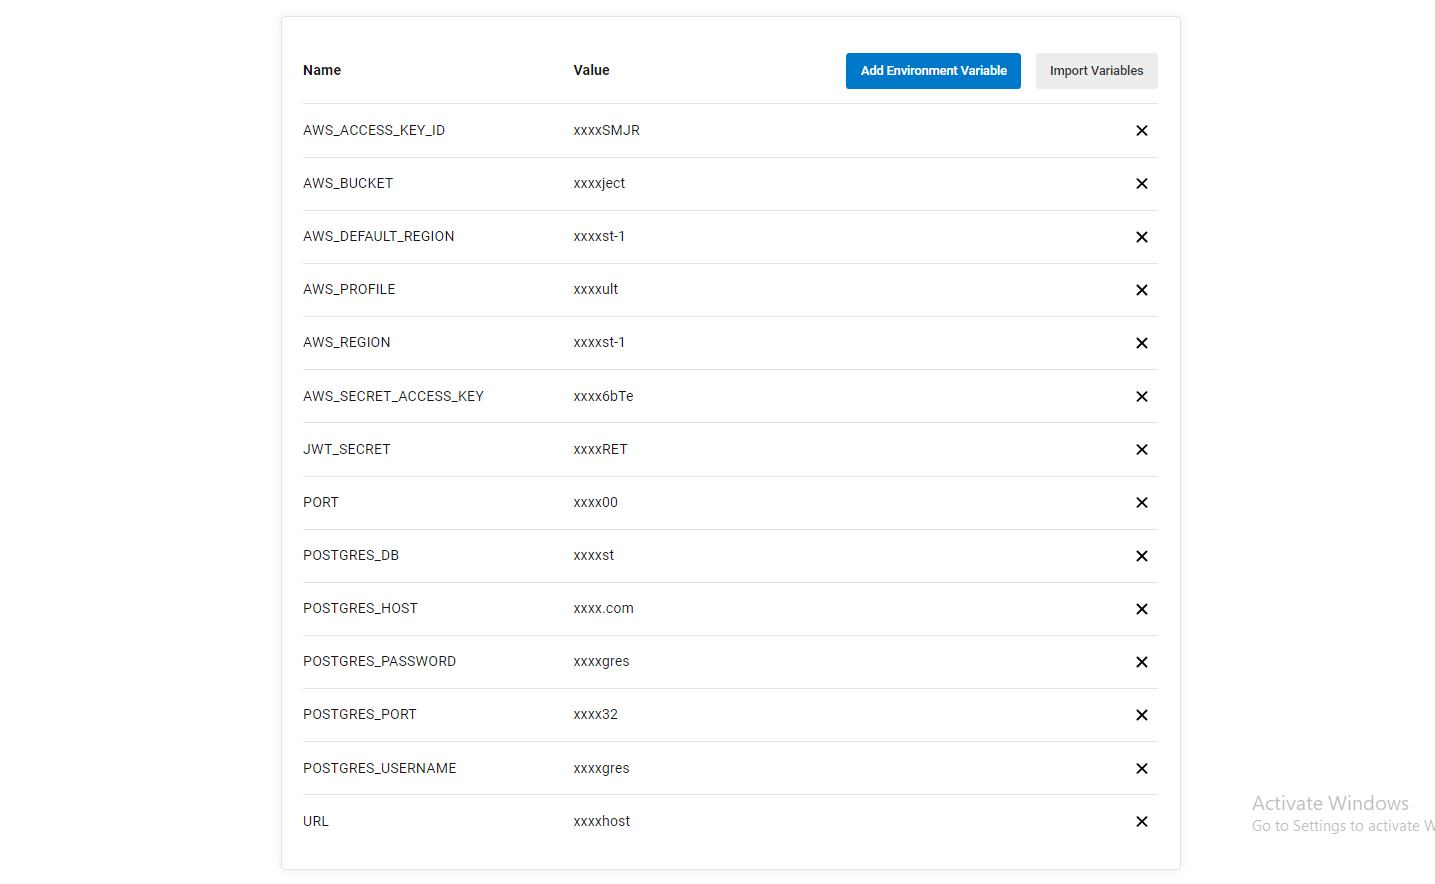 Name Value Add Environment Variable Import Variables
AWS_ACCESS_KEY_ID xxxxSMJR
AWS_BUCKET xxxxject
AWS_DEFAULT_REGION xxxxst-1
AWS_PROFILE xxxxult
AWS_REGION xxxxst-1
AWS_SECRET_ACCESS_KEY xxxx6bTe
JWT_SECRET xxxxRET
PORT xxxx00
POSTGRES_DB xxxxst
POSTGRES_HOST xxxx.com
POSTGRES_PASSWORD xxxxgres
POSTGRES_PORT xxxx32
POSTGRES_USERNAME xxxxgres
URL xxxxhost
Activate Windows
Go to Settings to activate W